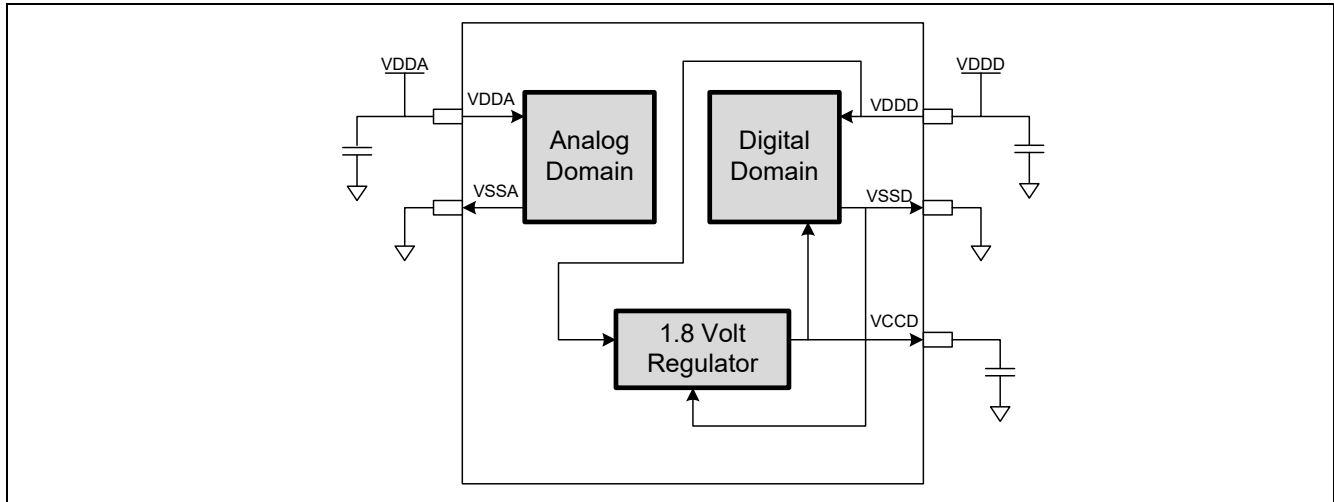 VDDA
VDDD
VDDA
VDDD
Analog
Domain
Digital
Domain
VSSA
VSSD
1.8 Volt
Regulator
VCCD